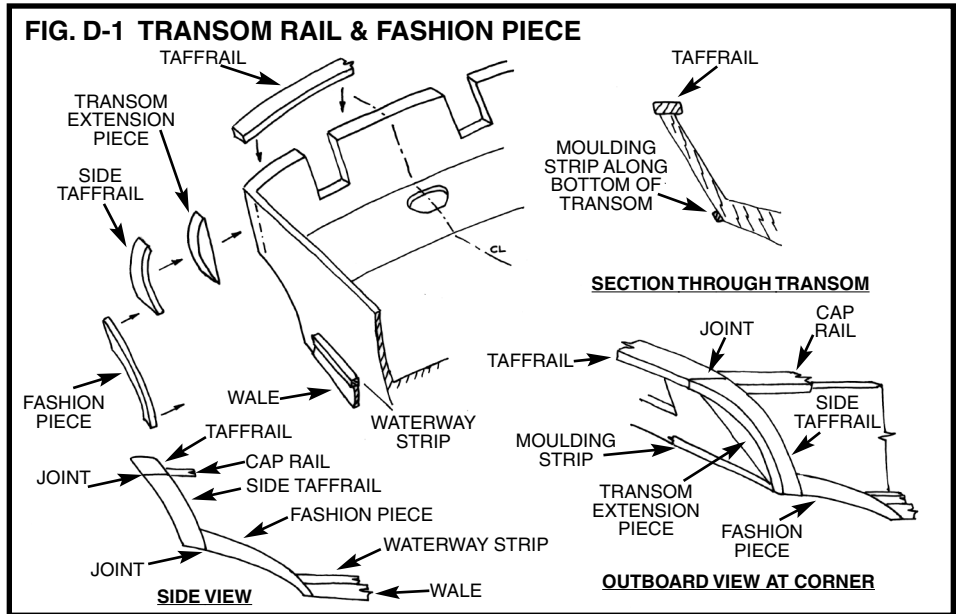 FIG. D-1 TRANSOM RAIL & FASHION PIECE
TAFFRAIL
TRANSOM
EXTENSION
PIECE
SIDE
TAFFRAIL
FASHION
PIECE
WALE
WATERWAY
STRIP
CL
TAFFRAIL
MOULDING
STRIP ALONG
BOTTOM OF
TRANSOM
SECTION THROUGH TRANSOM
TAFFRAIL
CAP RAIL
JOINT
SIDE TAFFRAIL
FASHION PIECE
WATERWAY STRIP
JOINT
WALE
SIDE VIEW
CAP
RAIL
JOINT
TAFFRAIL
SIDE
TAFFRAIL
MOULDING
STRIP
TRANSOM
EXTENSION
PIECE
FASHION
PIECE
OUTBOARD VIEW AT CORNER